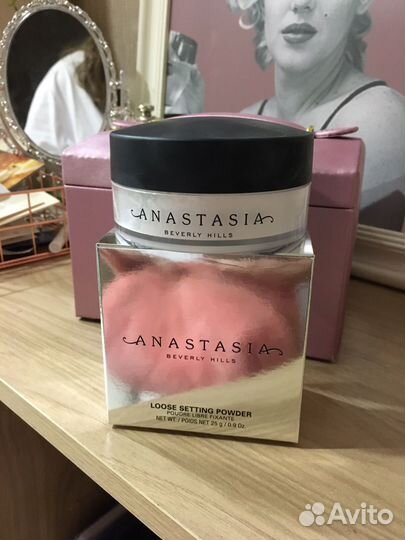 ANASTASIA
BEVERLY HILLS
ANASTASIA
BEVERLY HILLS
LOOSE SETTING POWDER
POUDRE LIBRE FIXANTE
NET WT. / POIDS NET 25 g / 0.9 Oz.
Avito